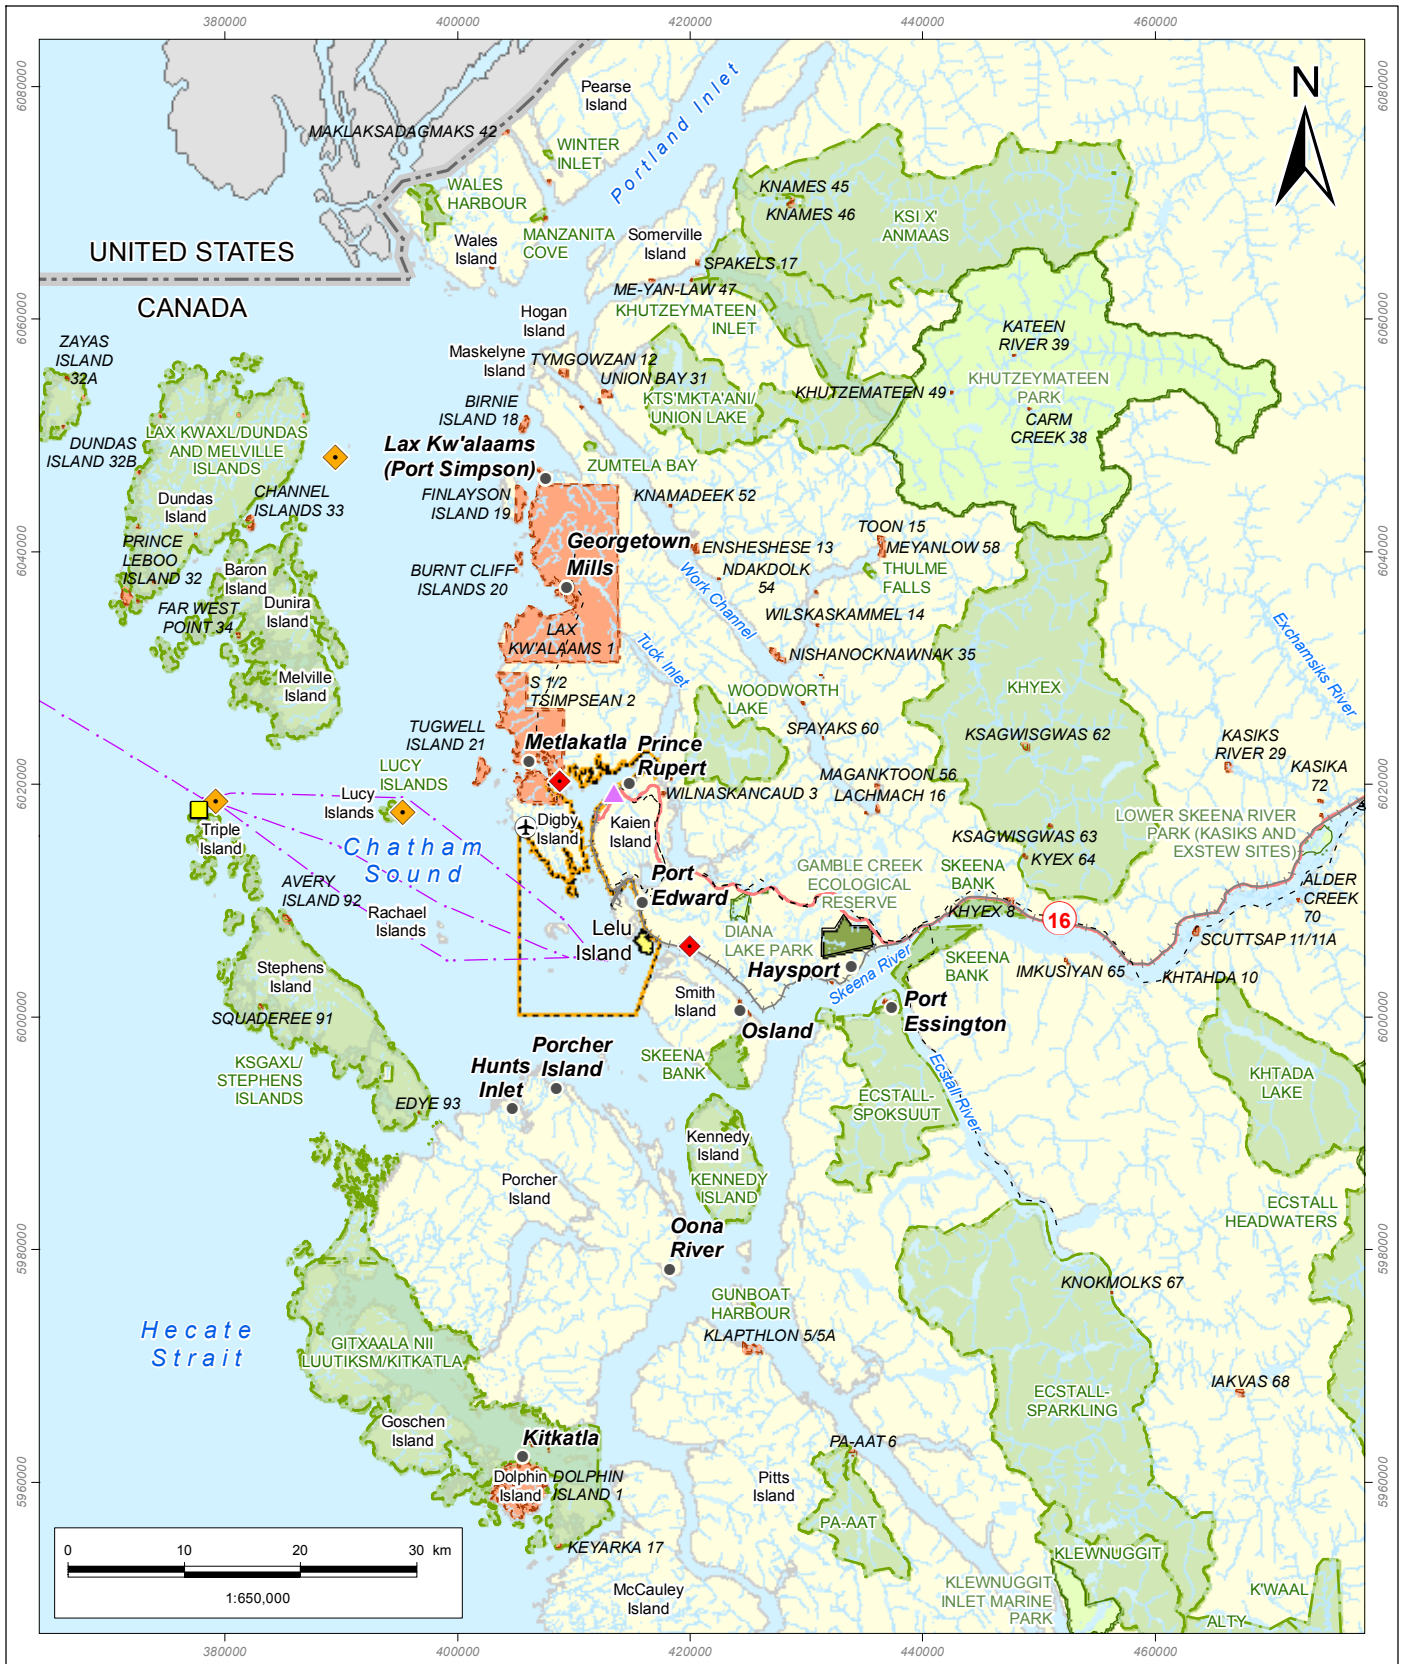 380000
400000
420000
440000
460000
6080000
6080000
N
Pearse
Island
Portland Inlet
MAKLAKSADAGMAKS 42
WINTER
INLET
WALES
HARBOUR
KNAMES 45
KNAMES 46
KSI X'
ANMAAS
MANZANITA
COVE
Wales
Island
Somerville
Island
UNITED STATES
SPAKELS 17
ME-YAN-LAW 47
CANADA
KHUTZEYMATEEN
INLET
Hogan
Island
6060000
6060000
KATEEN
RIVER 39
ZAYAS
ISLAND
32A
Maskelyne
Island
TYMGOWZAN 12
UNION BAY 31
KHUTZEYMATEEN
PARK
KHUTZEMATEEN 49
KTS'MKTA'ANI/
UNION LAKE
BIRNIE
ISLAND 18
CARM
CREEK 38
LAX KWAXL/DUNDAS
AND MELVILLE
ISLANDS
DUNDAS
ISLAND 32B
Lax Kw'alaams
(Port Simpson)
ZUMTELA BAY
Dundas
Island
CHANNEL
ISLANDS 33
FINLAYSON
ISLAND 19
KNAMADEEK 52
TOON 15
PRINCE
LEBOO
ISLAND 32
Georgetown
Mills
ENSHESHESE 13
MEYANLOW 58
6040000
6040000
Baron
Island
BURNT CLIFF
ISLANDS 20
NDAKDOLK
54
THULME
FALLS
Work Channel
FAR WEST
POINT 34
Dunira
Island
WILSKASKAMMEL 14
Exchamsiks River
LAX
KW'ALAAMS 1
Tuck Inlet
NISHANOCKNAWNAK 35
Melville
Island
S 1/2
TSIMPSEAN 2
WOODWORTH
LAKE
KHYEX
TUGWELL
ISLAND 21
Metlakatla
Prince
Rupert
SPAYAKS 60
KSAGWISGWAS 62
KASIKS
RIVER 29
LUCY
ISLANDS
MAGANKTOON 56
KASIKA
72
6020000
6020000
Lucy
Islands
WILNASKANCAUD 3
LACHMACH 16
Triple
Island
Digby
Island
Kaien
Island
LOWER SKEENA RIVER
PARK (KASIKS AND
EXSTEW SITES)
KSAGWISGWAS 63
Chatham
Sound
KYEX 64
Port
Edward
GAMBLE CREEK
ECOLOGICAL
RESERVE
SKEENA
BANK
AVERY
ISLAND 92
ALDER
CREEK
70
Rachael
Islands
Lelu
Island
KHYEX 8
16
DIANA
LAKE PARK
SCUTTSAP 11/11A
Haysport
SKEENA
BANK
IMKUSIYAN 65
KHTAHDA 10
Stephens
Island
Skeena River
Smith
Island
SQUADEREE 91
Osland
Port
Essington
6000000
6000000
KSGAXL/
STEPHENS
ISLANDS
Porcher
Island
Hunts
Inlet
SKEENA
BANK
Ecstall River
KHTADA
LAKE
EDYE 93
ECSTALL-
SPOKSUUT
Kennedy
Island
KENNEDY
ISLAND
Porcher
Island
ECSTALL
HEADWATERS
Oona
River
5980000
5980000
KNOKMOLKS 67
GUNBOAT
HARBOUR
Hecate
Strait
KLAPTHLON 5/5A
GITXAALA NII
LUUTIKSM/KITKATLA
IAKVAS 68
ECSTALL-
SPARKLING
Goschen
Island
Kitkatla
PA-AAT 6
5960000
5960000
Dolphin
Island
DOLPHIN
ISLAND 1
Pitts
Island
PA-AAT
KEYARKA 17
KLEWNUGGIT
0 10 20 30 km
1:650,000
McCauley
Island
KLEWNUGGIT
INLET MARINE
PARK
K'WAAL
ALTY
380000
400000
420000
440000
460000